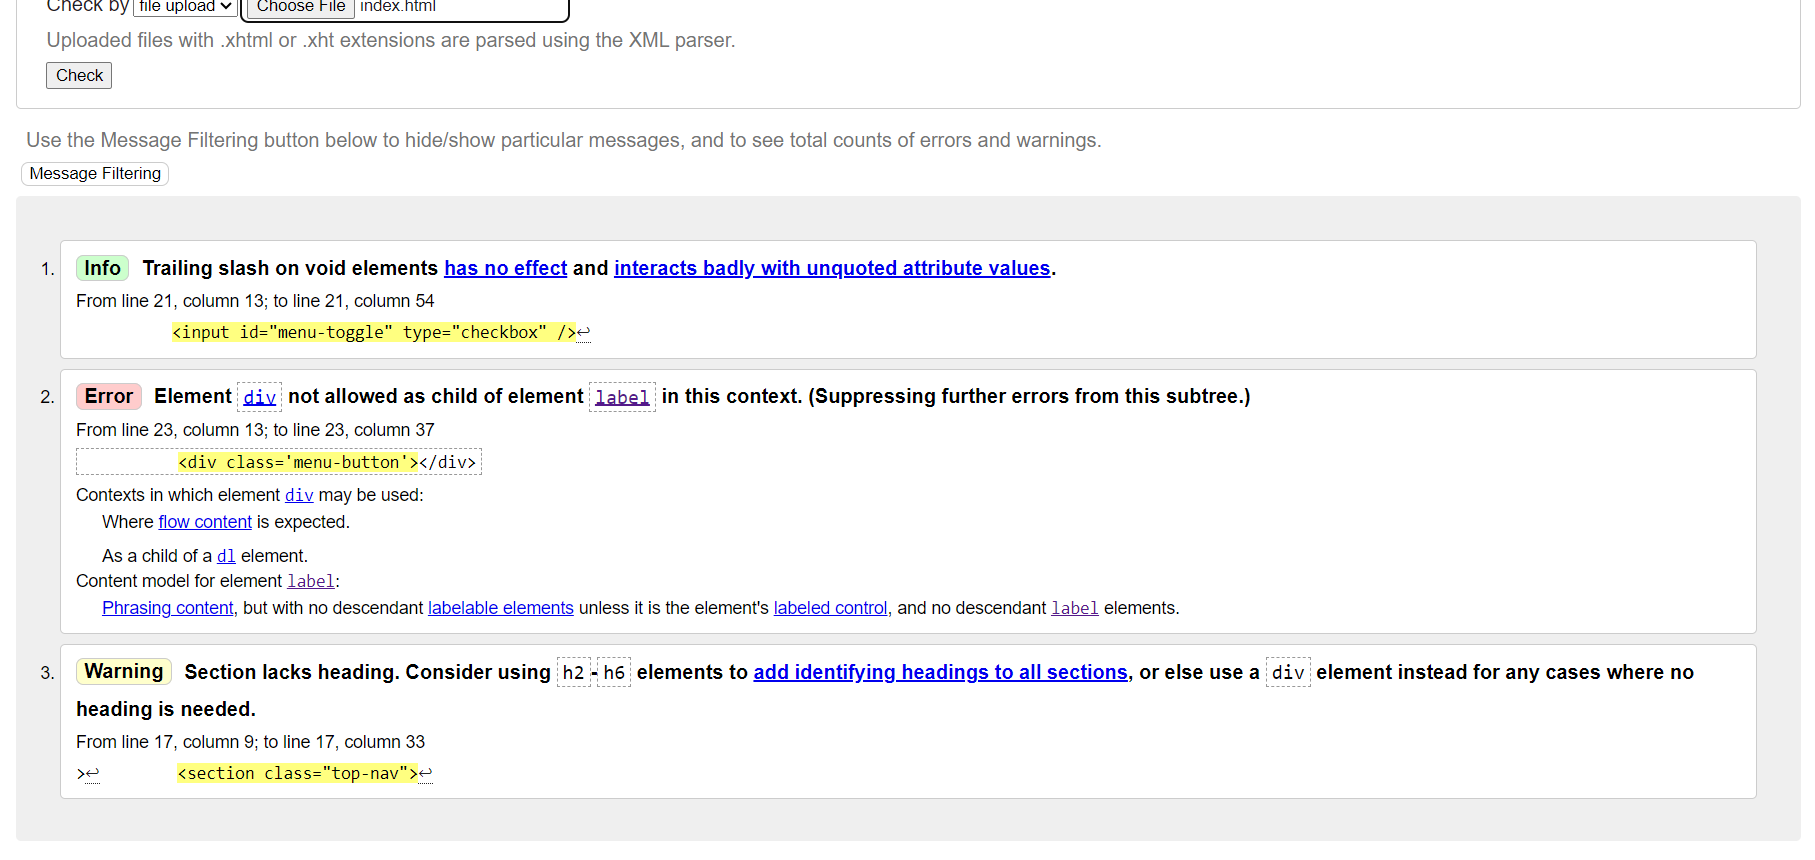 Check by file upload Choose File index.html
Uploaded files with .xhtml or .xht extensions are parsed using the XML parser.
Check
Use the Message Filtering button below to hide/show particular messages, and to see total counts of errors and warnings.
Message Filtering
1. Info Trailing slash on void elements has no effect and interacts badly with unquoted attribute values.
From line 21, column 13; to line 21, column 54
<input id="menu-toggle" type="checkbox" />↩
2. Error Element div not allowed as child of element label in this context. (Suppressing further errors from this subtree.)
From line 23, column 13; to line 23, column 37
<div class='menu-button'></div>
Contexts in which element div may be used:
Where flow content is expected.
As a child of a dl element.
Content model for element label:
Phrasing content, but with no descendant labelable elements unless it is the element's labeled control, and no descendant label elements.
3. Warning Section lacks heading. Consider using h2-h6 elements to add identifying headings to all sections, or else use a div element instead for any cases where no
heading is needed.
From line 17, column 9; to line 17, column 33
>↩ <section class="top-nav">↩